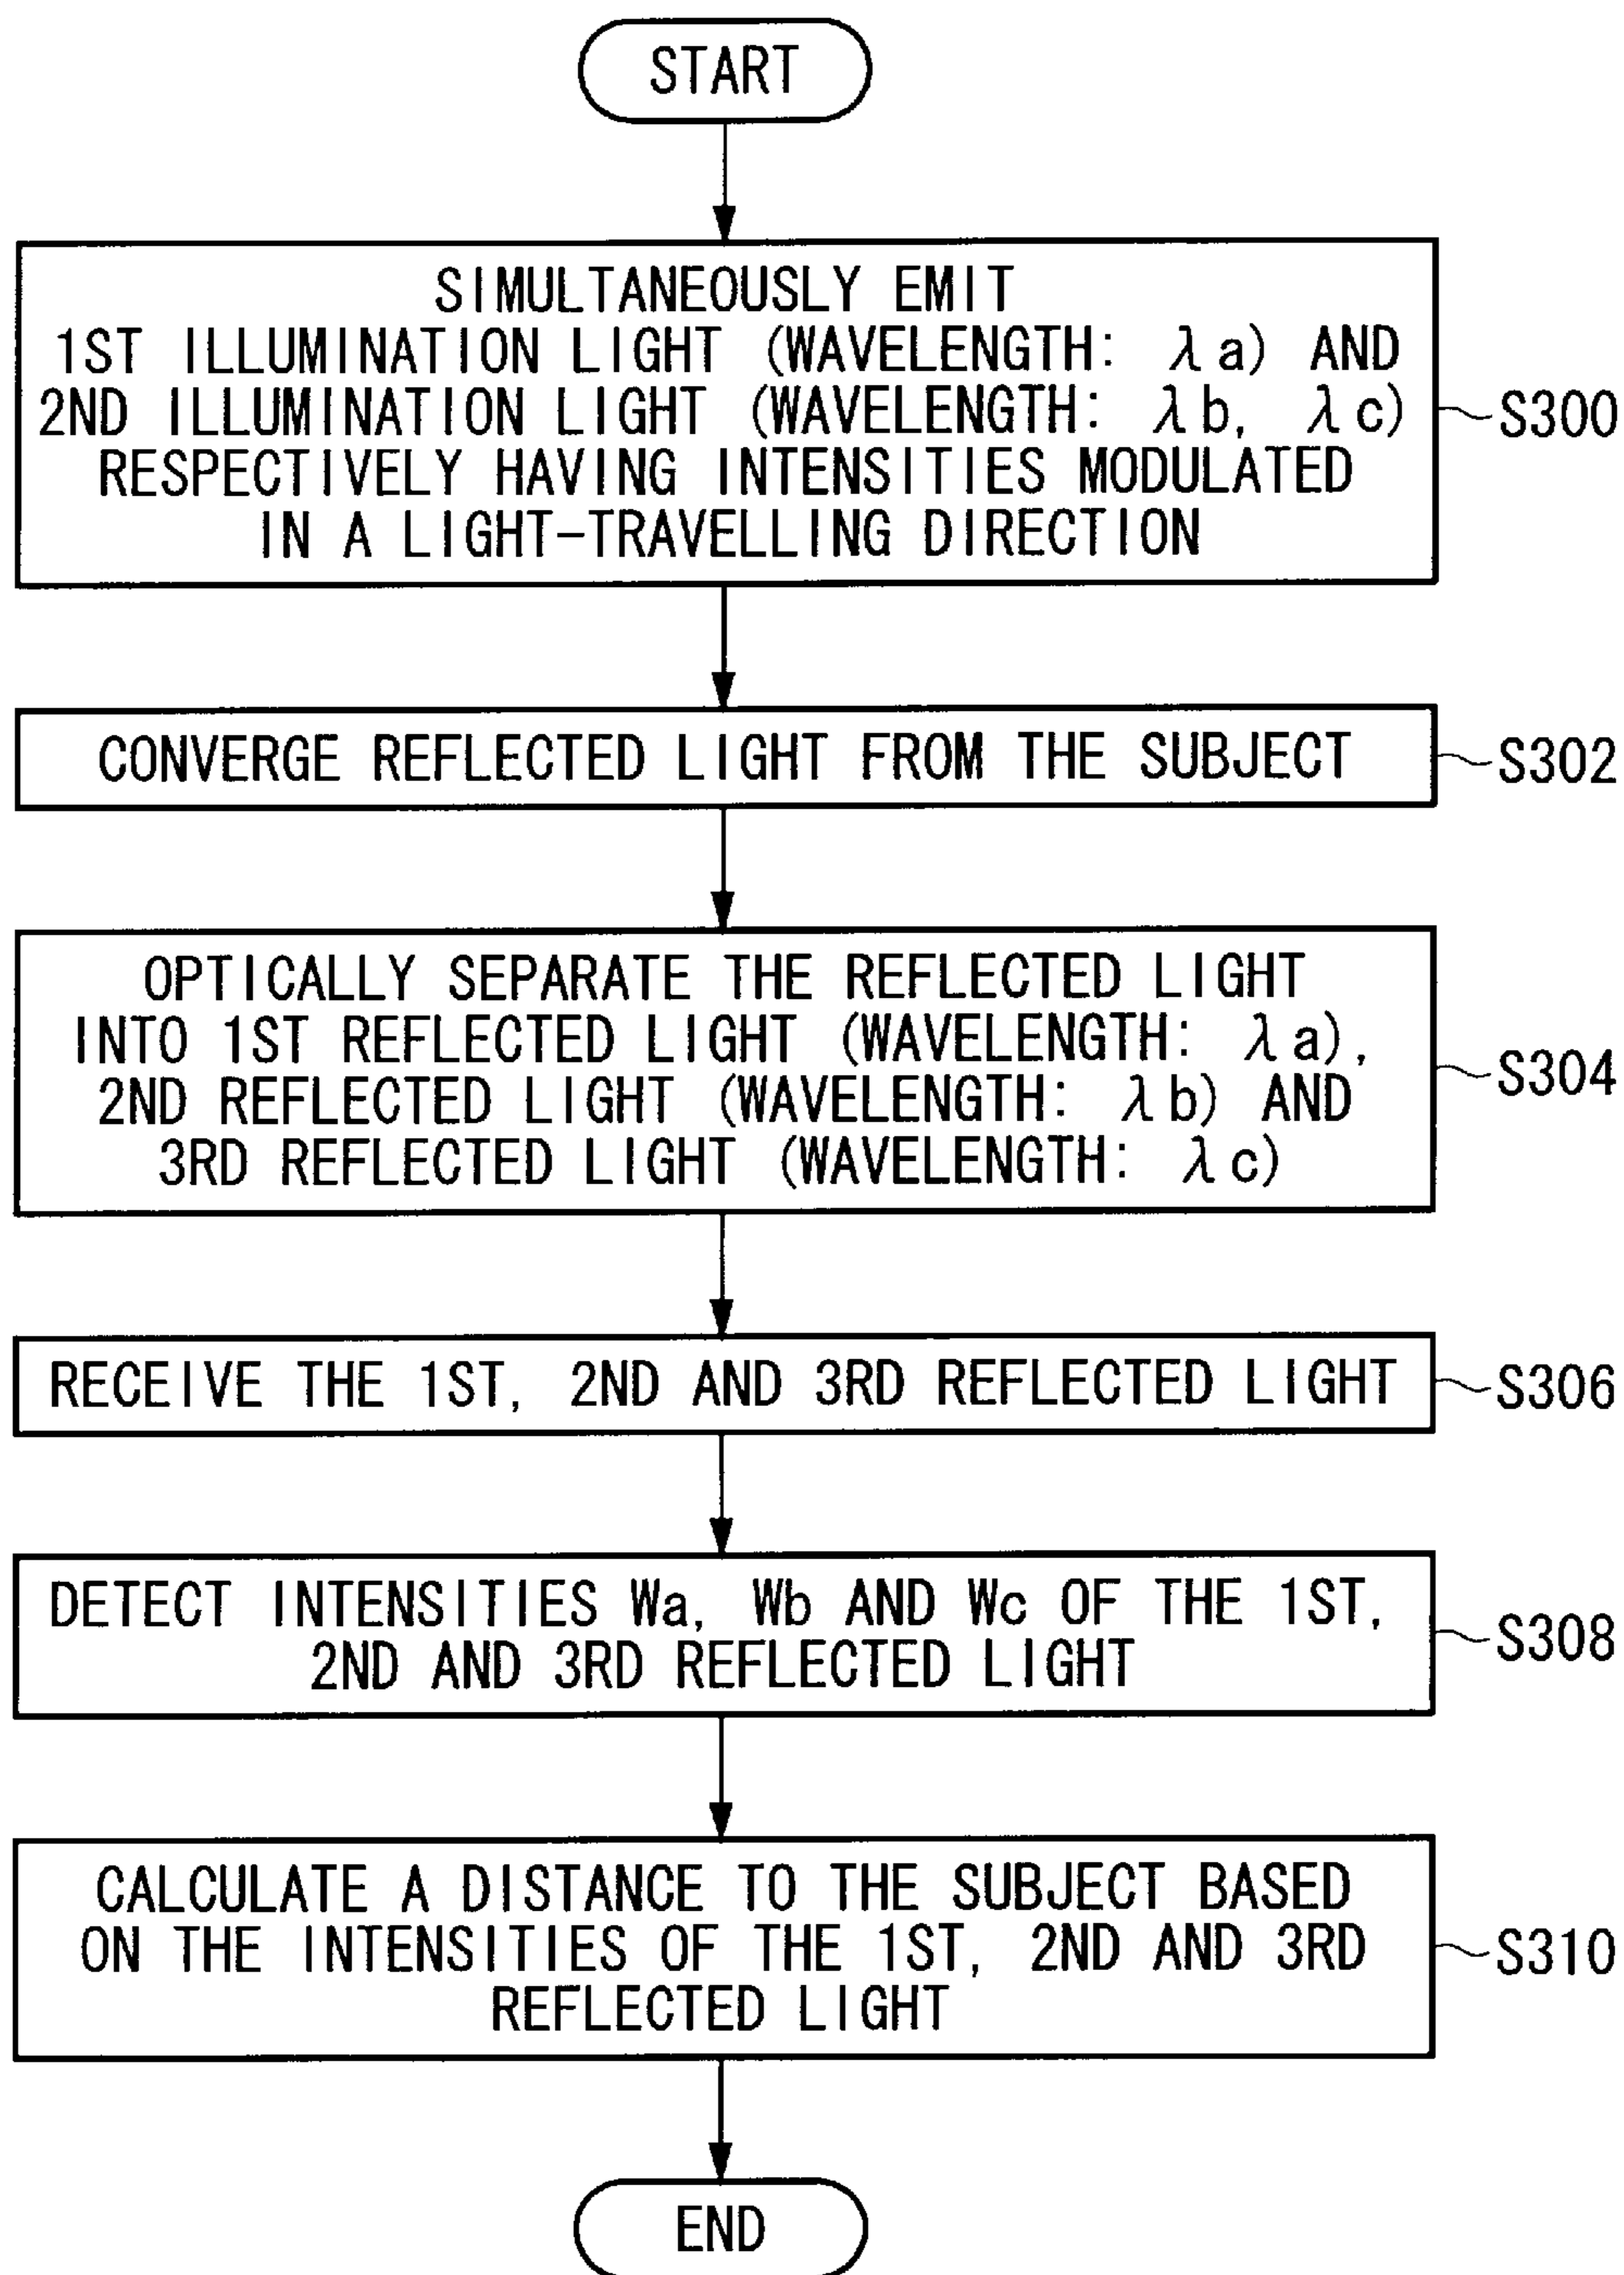 START
SIMULTANEOUSLY EMIT
1ST ILLUMINATION LIGHT (WAVELENGTH: λa) AND
2ND ILLUMINATION LIGHT (WAVELENGTH: λb, λc)
RESPECTIVELY HAVING INTENSITIES MODULATED
IN A LIGHT-TRAVELLING DIRECTION
S300
CONVERGE REFLECTED LIGHT FROM THE SUBJECT
S302
OPTICALLY SEPARATE THE REFLECTED LIGHT
INTO 1ST REFLECTED LIGHT (WAVELENGTH: λa),
2ND REFLECTED LIGHT (WAVELENGTH: λb) AND
3RD REFLECTED LIGHT (WAVELENGTH: λc)
S304
RECEIVE THE 1ST, 2ND AND 3RD REFLECTED LIGHT
S306
DETECT INTENSITIES Wa, Wb AND Wc OF THE 1ST,
2ND AND 3RD REFLECTED LIGHT
S308
CALCULATE A DISTANCE TO THE SUBJECT BASED
ON THE INTENSITIES OF THE 1ST, 2ND AND 3RD
REFLECTED LIGHT
S310
END